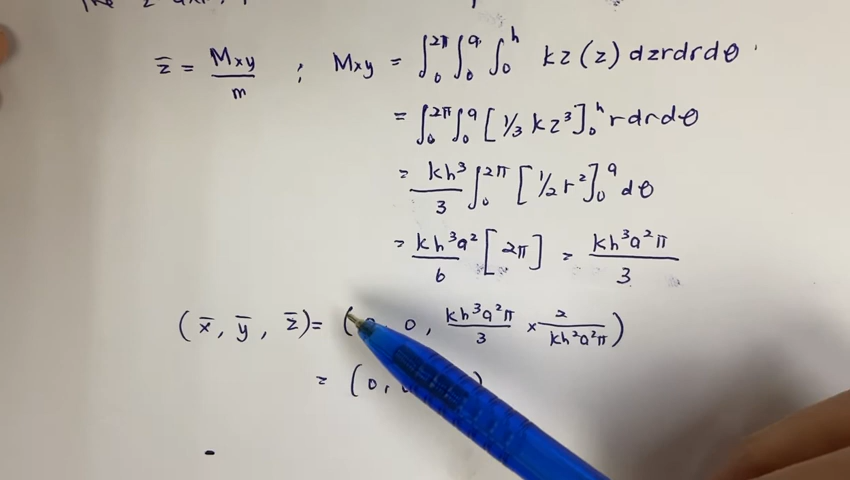 z̄ = Mxy/m ; Mxy = ∫₀^2π ∫₀^a ∫₀^h kz(z) dzrdrdθ
= ∫₀^2π ∫₀^a [1/3 kz³]₀^h rdrdθ
= kh³/3 ∫₀^2π [1/2 r²]₀^a dθ
= kh³a²/6 [2π] = kh³a²π/3
(x̄, ȳ, z̄) = ( , 0, kh³a²π/3 × 2/kh²a²π)
= (0,